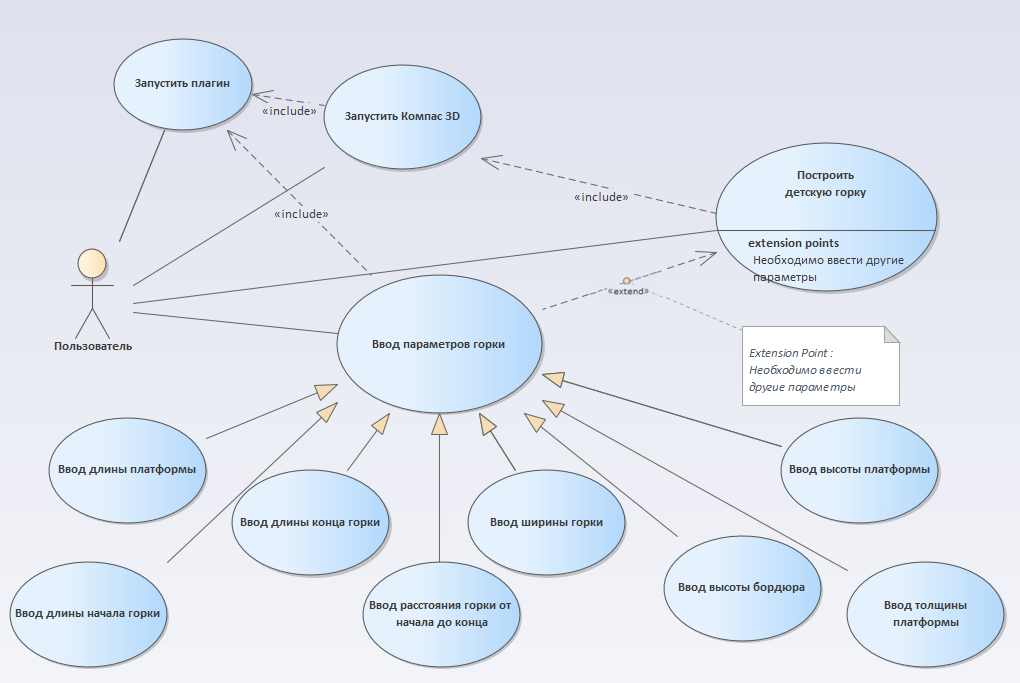 Запустить плагин
«include»
Запустить Компас 3D
«include»
«include»
Построить
детскую горку
extension points
Необходимо ввести другие
параметры
«extend»
Пользователь
Ввод параметров горки
Extension Point :
Необходимо ввести
другие параметры
Ввод длины платформы
Ввод длины конца горки
Ввод ширины горки
Ввод высоты платформы
Ввод длины начала горки
Ввод расстояния горки от
начала до конца
Ввод высоты бордюра
Ввод толщины
платформы